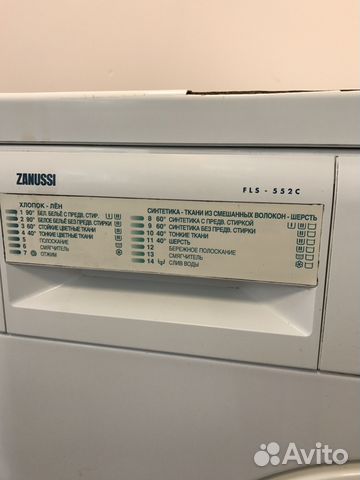 ZANUSSI
FLS - 552C
ХЛОПОК - ЛЁН
1 90° БЕЛ. БЕЛЬЁ С ПРЕДВ. СТИР.
2 90° БЕЛОЕ БЕЛЬЁ БЕЗ ПРЕДВ. СТИРКИ
3 60° СТОЙКИЕ ЦВЕТНЫЕ ТКАНИ
4 40° ТОНКИЕ ЦВЕТНЫЕ ТКАНИ
5 ПОЛОСКАНИЕ
6 СМЯГЧИТЕЛЬ
7 ОТЖИМ
СИНТЕТИКА - ТКАНИ ИЗ СМЕШАННЫХ ВОЛОКОН - ШЕРСТЬ
8 60° СИНТЕТИКА С ПРЕДВ. СТИРКОЙ
9 60° СИНТЕТИКА БЕЗ ПРЕДВ. СТИРКИ
10 40° ТОНКИЕ ТКАНИ
11 40° ШЕРСТЬ
12 БЕРЕЖНОЕ ПОЛОСКАНИЕ
13 СМЯГЧИТЕЛЬ
14 СЛИВ ВОДЫ
Avito